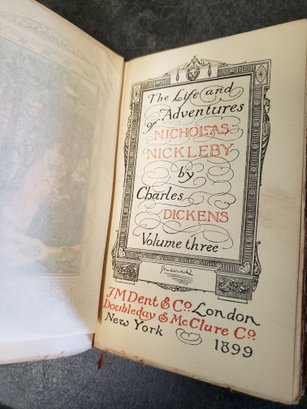 The Life and
Adventures
of
NICHOLAS
NICKLEBY
by
Charles
DICKENS
Volume three
JM Dent & Co. London
Doubleday & McClure Co.
New York 1899